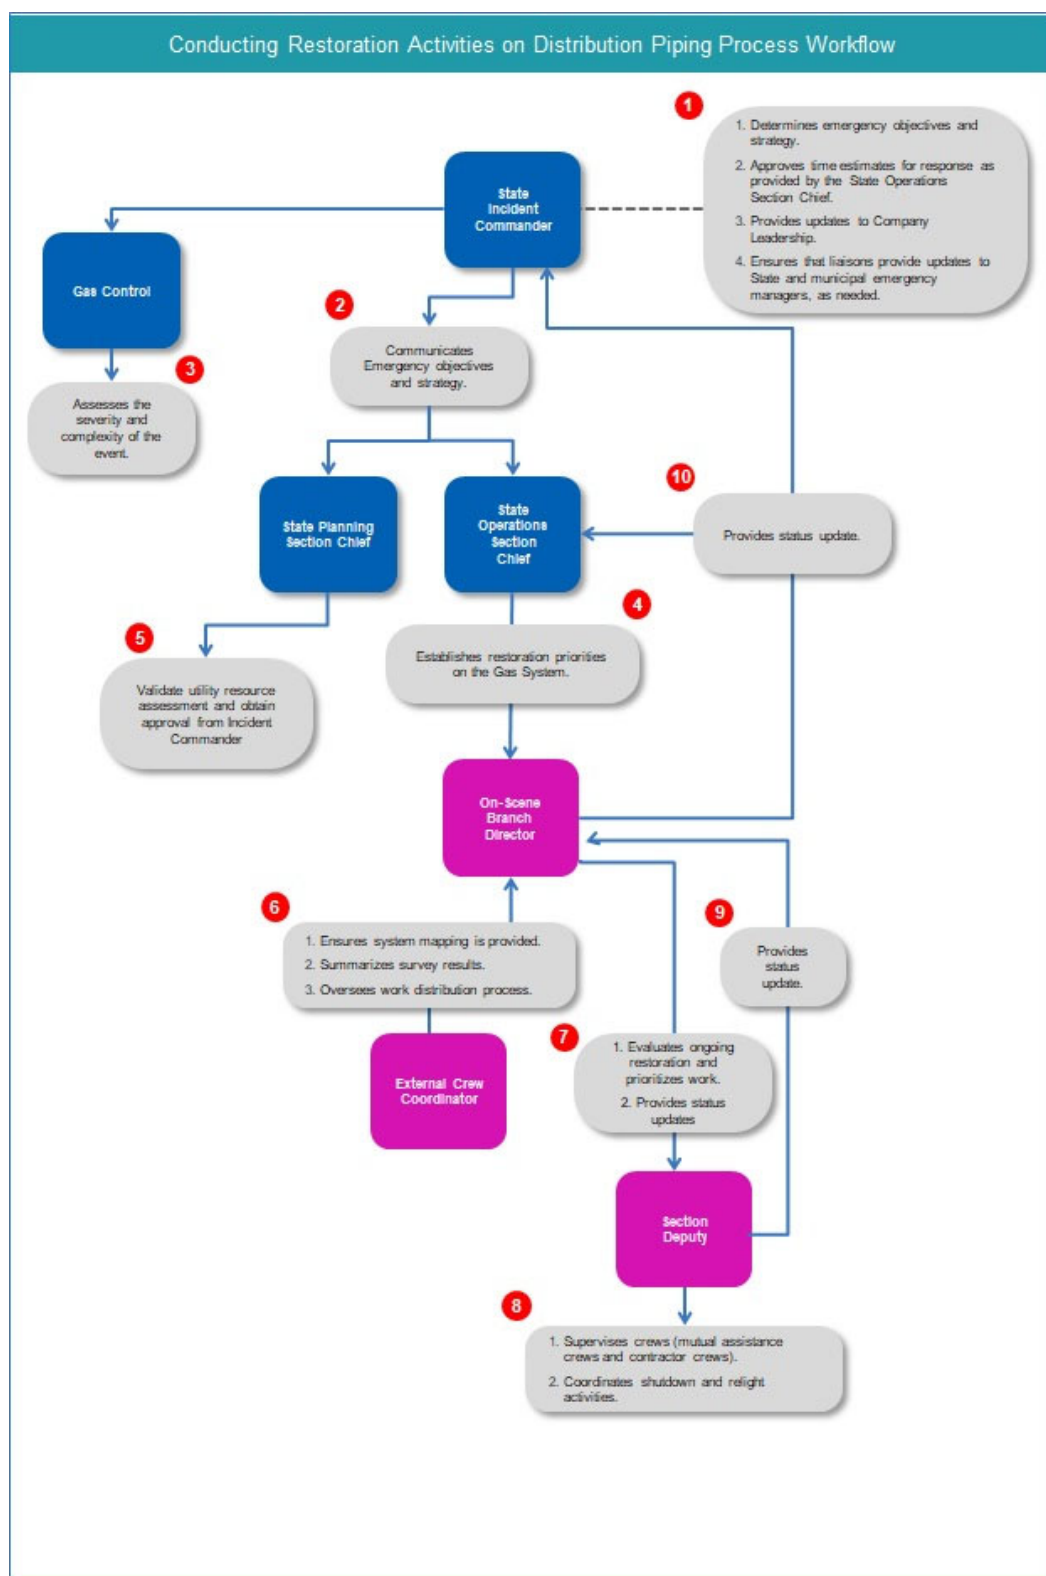 Conducting Restoration Activities on Distribution Piping Process Workflow
1
1. Determines emergency objectives and
strategy.
2. Approves time estimates for response as
provided by the State Operations
Section Chief.
3. Provides updates to Company
Leadership.
4. Ensures that liaisons provide updates to
State and municipal emergency
managers, as needed.
State
Incident
Commander
Gas Control
2
Communicates
Emergency objectives
and strategy.
3
Assesses the
severity and
complexity of the
event.
State Planning
Section Chief
State
Operations
Section
Chief
10
Provides status update.
4
Establishes restoration priorities
on the Gas System.
5
Validate utility resource
assessment and obtain
approval from Incident
Commander
On-Scene
Branch
Director
6
1. Ensures system mapping is provided.
2. Summarizes survey results.
3. Oversees work distribution process.
9
Provides
status
update.
External Crew
Coordinator
7
1. Evaluates ongoing
restoration and
prioritizes work.
2. Provides status
updates
Section
Deputy
8
1. Supervises crews (mutual assistance
crews and contractor crews).
2. Coordinates shutdown and relight
activities.